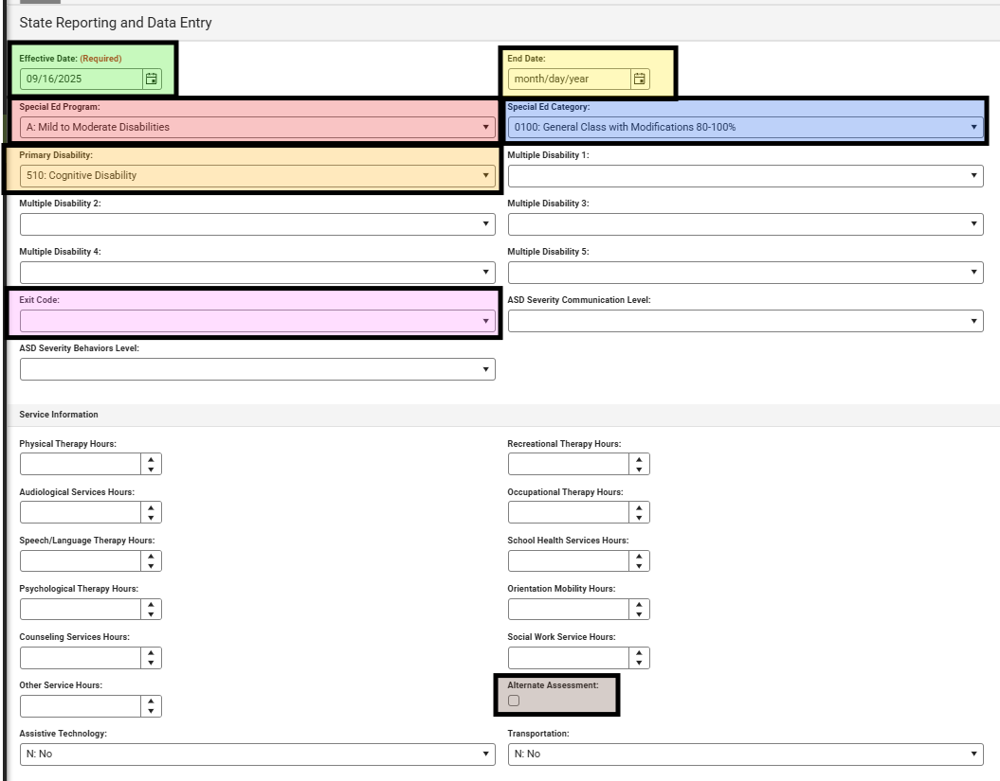 State Reporting and Data Entry
Effective Date: (Required)
End Date:
09/16/2025
month/day/year
Special Ed Program:
Special Ed Category:
A: Mild to Moderate Disabilities
0100: General Class with Modifications 80-100%
Primary Disability:
Multiple Disability 1:
510: Cognitive Disability
Multiple Disability 2:
Multiple Disability 3:
Multiple Disability 4:
Multiple Disability 5:
Exit Code:
ASD Severity Communication Level:
ASD Severity Behaviors Level:
Service Information
Physical Therapy Hours:
Recreational Therapy Hours:
Audiological Services Hours:
Occupational Therapy Hours:
Speech/Language Therapy Hours:
School Health Services Hours:
Psychological Therapy Hours:
Orientation Mobility Hours:
Counseling Services Hours:
Social Work Service Hours:
Other Service Hours:
Alternate Assessment:
Assistive Technology:
Transportation:
N: No
N: No